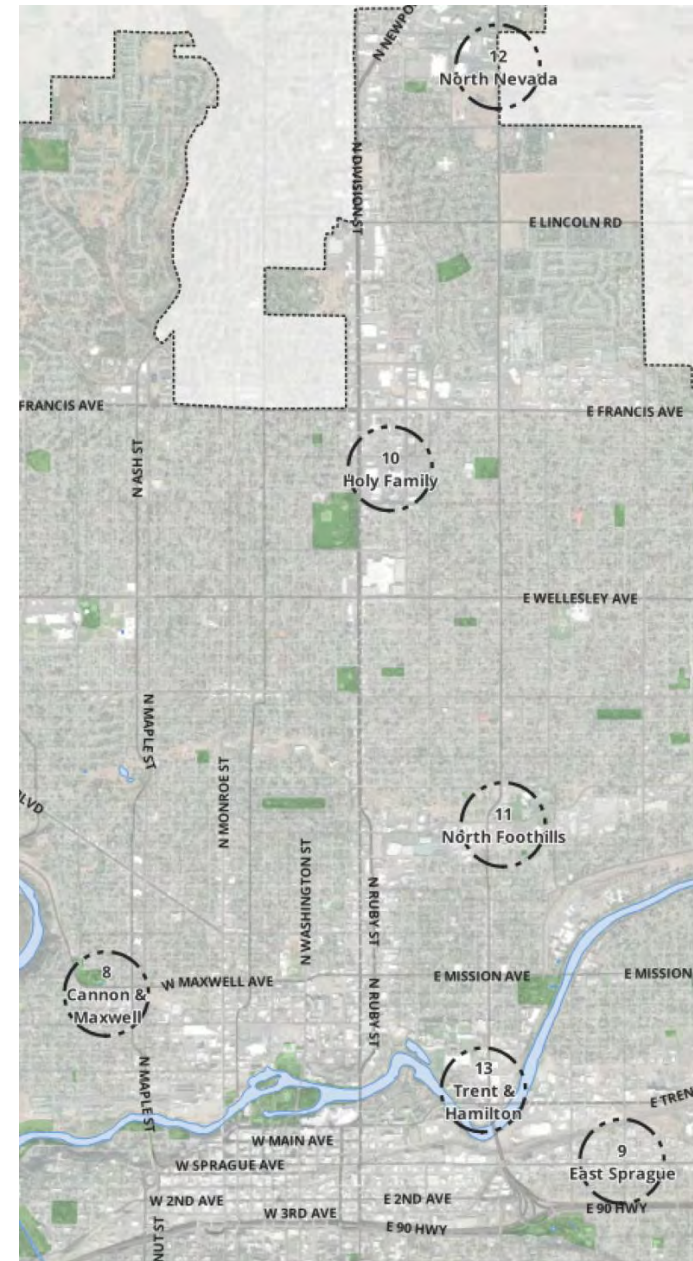 N NEWPO
12
North Nevada
N DIVISION ST
E LINCOLN RD
FRANCIS AVE
E FRANCIS AVE
N ASH ST
10
Holy Family
E WELLESLEY AVE
N MAPLE ST
N MONROE ST
BLVD
11
North Foothills
N WASHINGTON ST
N RUBY ST
8
Cannon &
Maxwell
W MAXWELL AVE
E MISSION AVE
E MISSION
N RUBY ST
13
Trent &
Hamilton
N MAPLE ST
E TREN
W MAIN AVE
9
East Sprague
W SPRAGUE AVE
W 2ND AVE
E 2ND AVE
E 90 HWY
W 3RD AVE
E 90 HWY
NUT ST